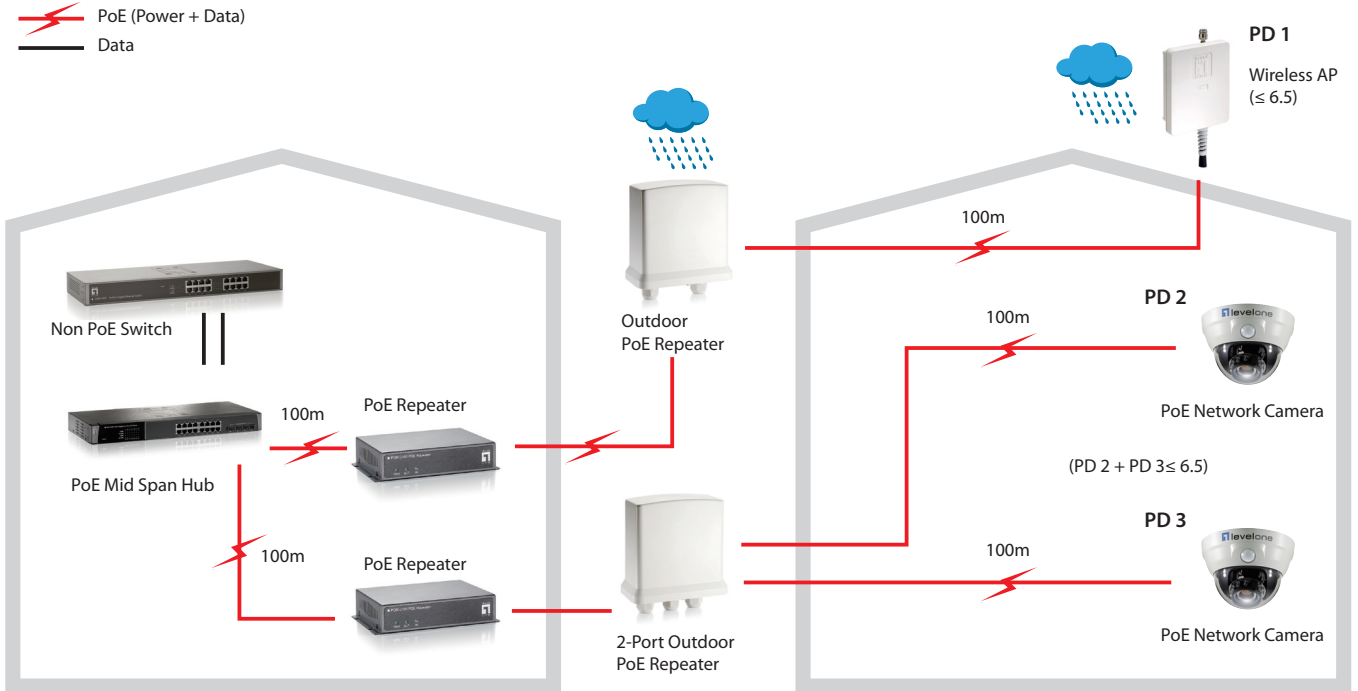 PoE (Power + Data)
Data
PD 1
Wireless AP
(≤ 6.5)
100m
Non PoE Switch
Outdoor
PoE Repeater
100m
PD 2
levelone
PoE Network Camera
100m
PoE Repeater
PoE Mid Span Hub
(PD 2 + PD 3≤ 6.5)
100m
PoE Repeater
100m
PD 3
levelone
PoE Network Camera
2-Port Outdoor
PoE Repeater